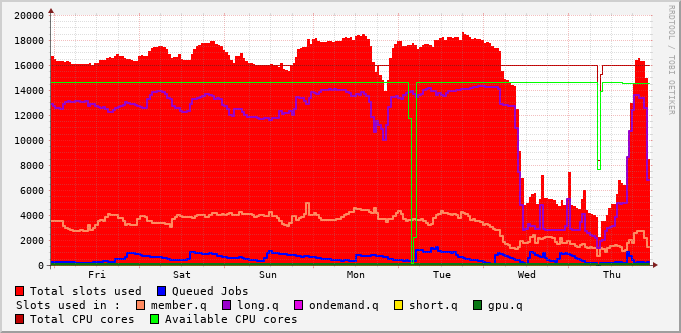 RRDTOOL / TOBI OETIKER
20000
18000
16000
14000
12000
10000
8000
6000
4000
2000
0
Fri Sat Sun Mon Tue Wed Thu
Total slots used Queued Jobs
Slots used in : member.q long.q ondemand.q short.q gpu.q
Total CPU cores Available CPU cores